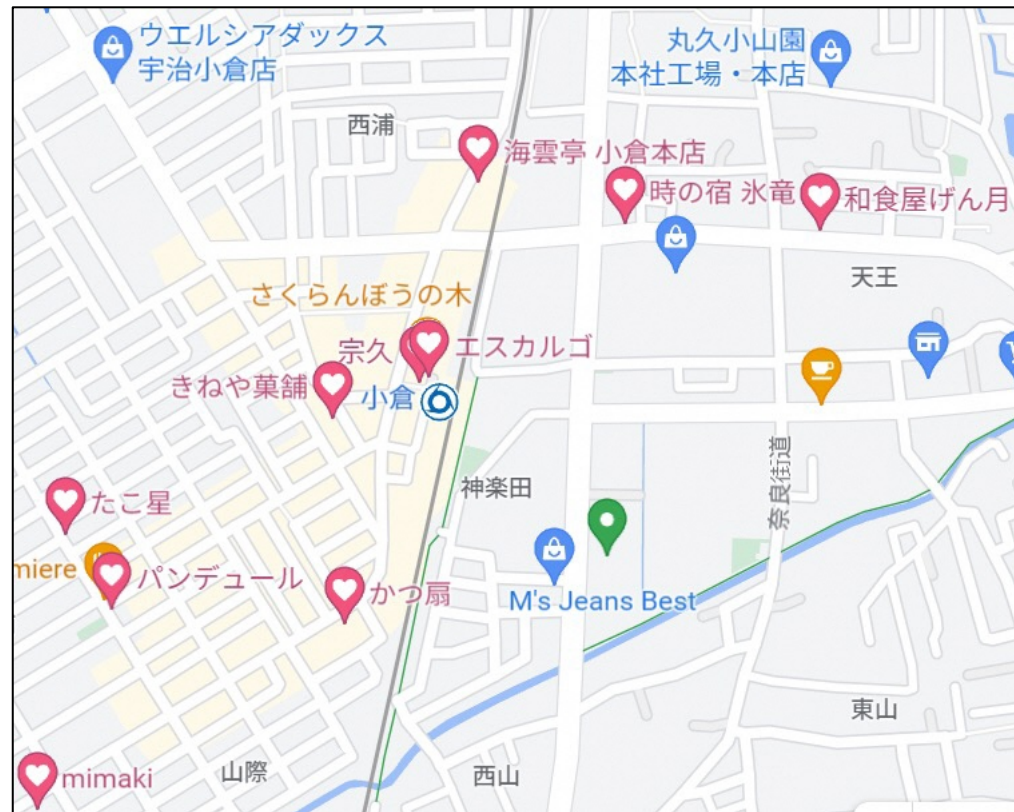 ウエルシアダックス
宇治小倉店
丸久小山園
本社工場・本店
西浦
海雲亭 小倉本店
時の宿 氷竜
和食屋げん月
天王
さくらんぼうの木
宗久
エスカルゴ
きねや菓舗
小倉
神楽田
奈良街道
たこ星
miere
パンデュール
かつ扇
M's Jeans Best
東山
mimaki
山際
西山